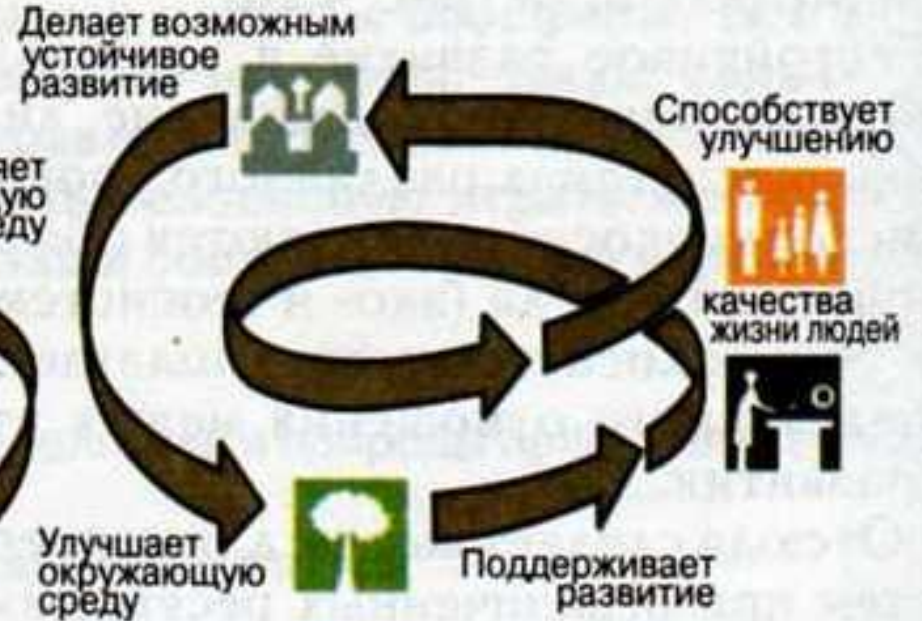 Делает возможным
устойчивое
развитие
Способствует
улучшению
качества
жизни людей
Улучшает
окружающую
среду
Поддерживает
развитие